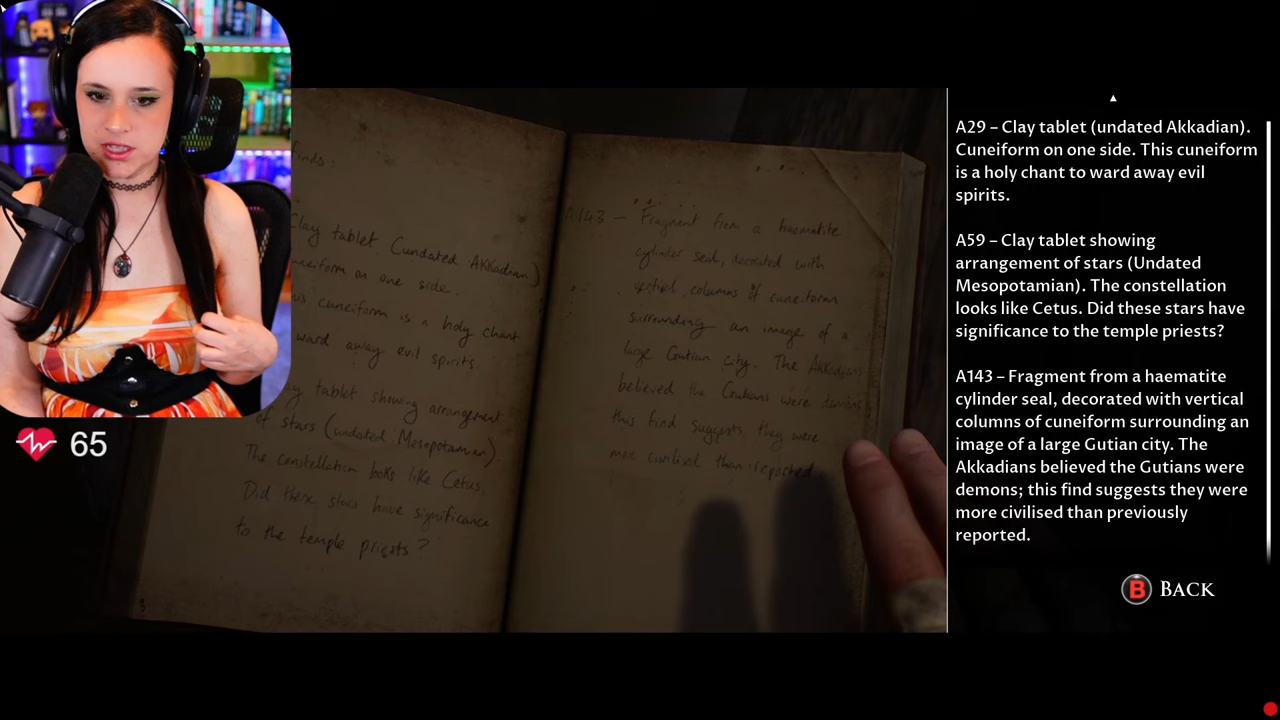 finds:
Clay tablet (undated AKKadian)
cuneiform on one side.
cuneiform is a holy chant
ward away evil spirits
tablet showing arrangement
of stars (undated Mesopotamian).
The constellation looks like Cetus.
Did these stars have significance
to the temple priests?
3
A143 — Fragment from a haematite
cylinder seal, decorated with
vertical columns of cuneiform
surrounding an image of a
large Gutian city. The Akkadians
believed the Gutians were demons
this find suggests they were
more civilised than reported
65
A29 – Clay tablet (undated Akkadian).
Cuneiform on one side. This cuneiform
is a holy chant to ward away evil
spirits.
A59 – Clay tablet showing
arrangement of stars (Undated
Mesopotamian). The constellation
looks like Cetus. Did these stars have
significance to the temple priests?
A143 – Fragment from a haematite
cylinder seal, decorated with vertical
columns of cuneiform surrounding an
image of a large Gutian city. The
Akkadians believed the Gutians were
demons; this find suggests they were
more civilised than previously
reported.
B BACK